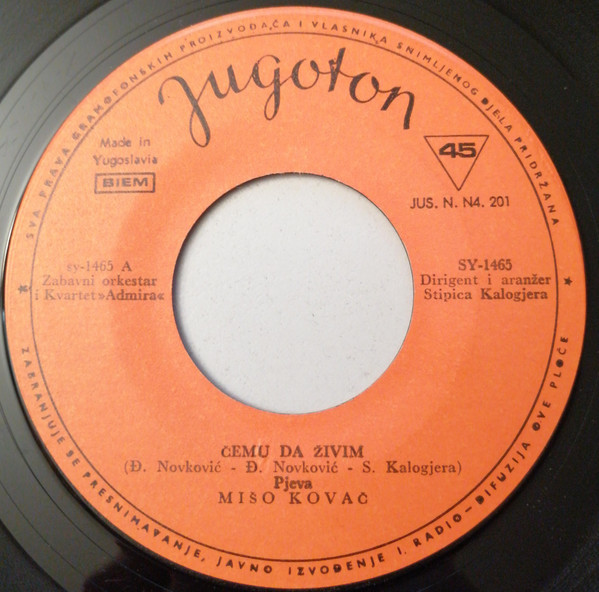 SVA PRAVA GRAMOFONSKIH PROIZVOĐAČA I VLASNIKA SNIMLJENOG DJELA PRIDRŽANA
Jugoton
Made in
Yugoslavia
BIEM
45
JUS. N. N4. 201
sy-1465 A
Zabavni orkestar
i Kvartet »Admira«
SY-1465
Dirigent i aranžer
Stipica Kalogjera
ČEMU DA ŽIVIM
(Đ. Novković - Đ. Novković - S. Kalogjera)
Pjeva
MIŠO KOVAČ
ZABRANJUJE SE PRESNIMAVANJE, JAVNO IZVOĐENJE I RADIO-DIFUZIJA OVE PLOČE